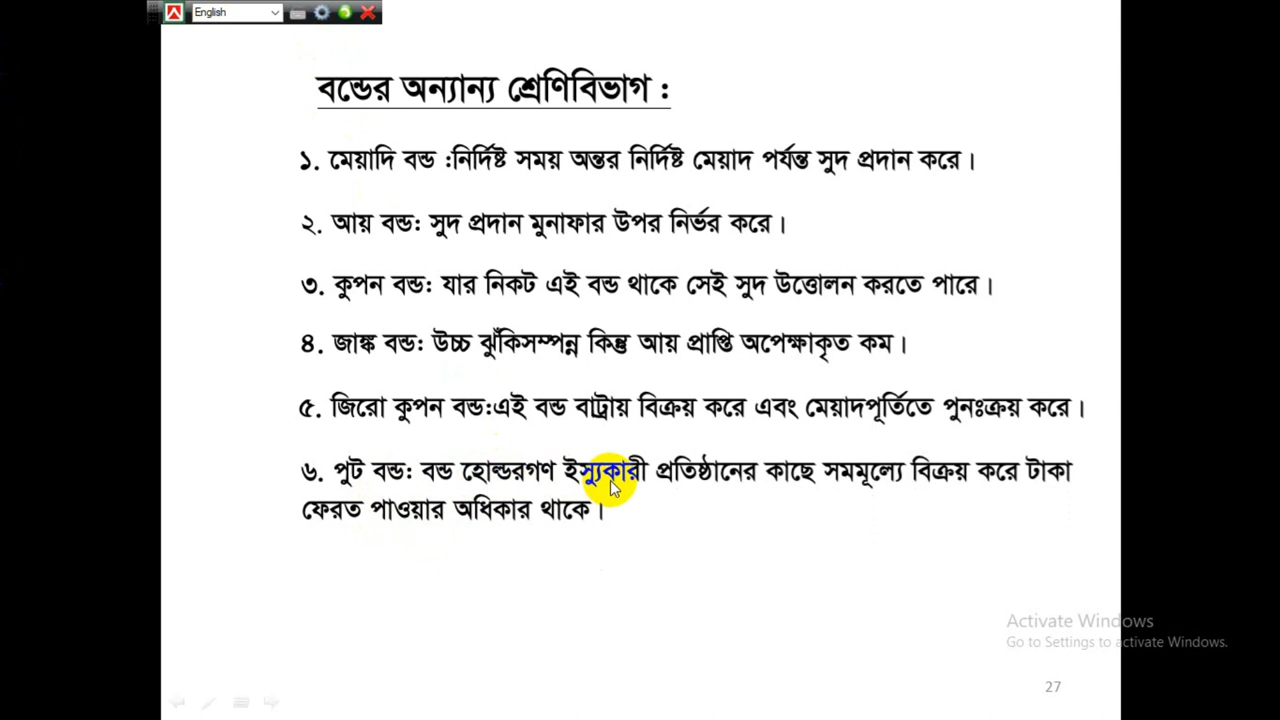 English
বন্ডের অন্যান্য শ্রেণিবিভাগ :
১. মেয়াদি বন্ড :নির্দিষ্ট সময় অন্তর নির্দিষ্ট মেয়াদ পর্যন্ত সুদ প্রদান করে।
২. আয় বন্ড: সুদ প্রদান মুনাফার উপর নির্ভর করে।
৩. কুপন বন্ড: যার নিকট এই বন্ড থাকে সেই সুদ উত্তোলন করতে পারে।
৪. জাঙ্ক বন্ড: উচ্চ ঝুঁকিসম্পন্ন কিন্তু আয় প্রাপ্তি অপেক্ষাকৃত কম।
৫. জিরো কুপন বন্ড:এই বন্ড বাট্রায় বিক্রয় করে এবং মেয়াদপূর্তিতে পুনঃক্রয় করে।
৬. পুট বন্ড: বন্ড হোল্ডরগণ ইস্যুকারী প্রতিষ্ঠানের কাছে সমমূল্যে বিক্রয় করে টাকা
ফেরত পাওয়ার অধিকার থাকে।
Activate Windows
Go to Settings to activate Windows.
27